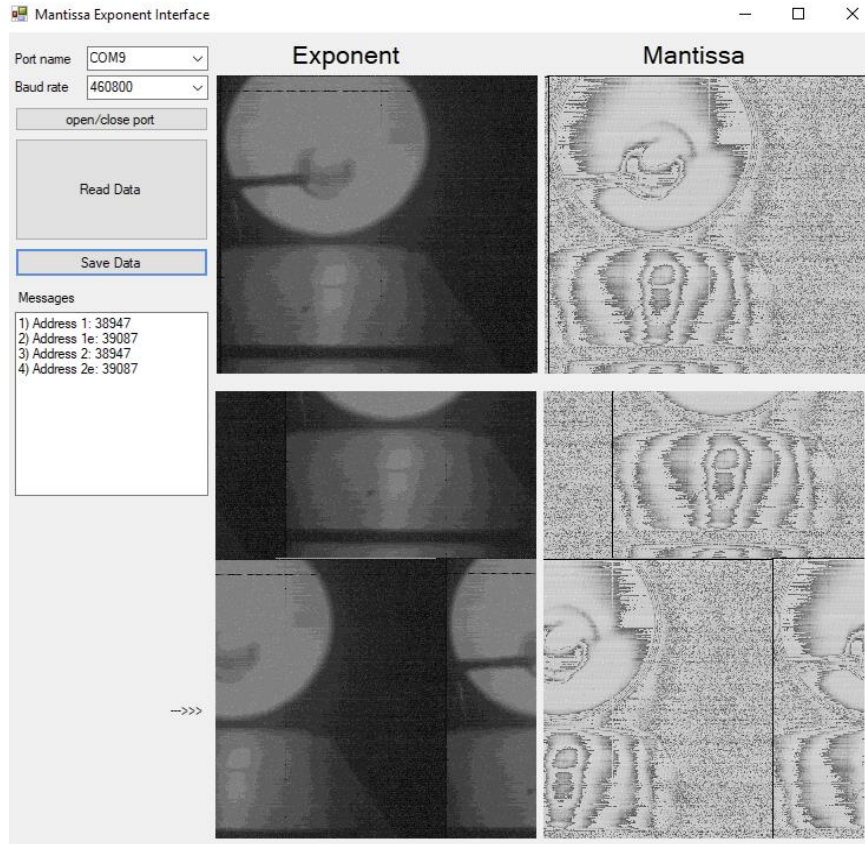 Mantissa Exponent Interface
Port name COM9
Baud rate 460800
open/close port
Read Data
Save Data
Messages
1) Address 1: 38947
2) Address 1e: 39087
3) Address 2: 38947
4) Address 2e: 39087
Exponent
Mantissa
-->>>